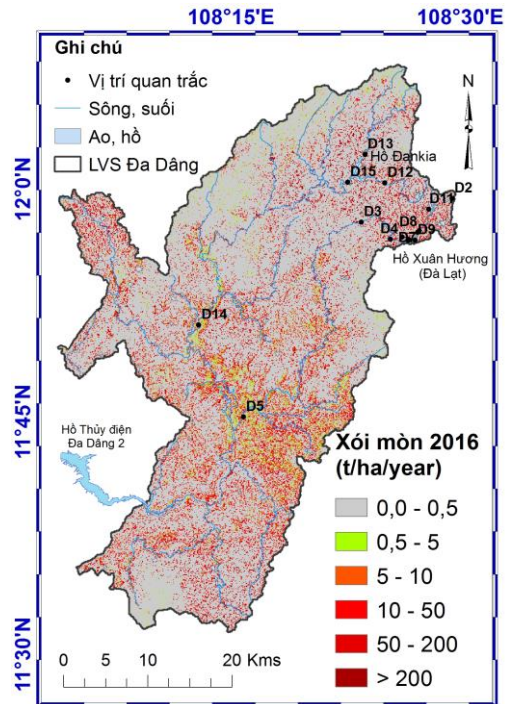 108°15'E
108°30'E
Ghi chú
Vị trí quan trắc
Sông, suối
Ao, hồ
LVS Đa Dâng
N
D13
Hồ Đankia
12°0'N
D15
D12
D2
D11
D3
D8
D4
D9
Hồ Xuân Hương
(Đà Lạt)
D14
11°45'N
D5
Hồ Thủy điện
Đa Dâng 2
Xói mòn 2016
(t/ha/year)
0,0 - 0,5
0,5 - 5
5 - 10
10 - 50
50 - 200
> 200
11°30'N
0 5 10 20 Kms